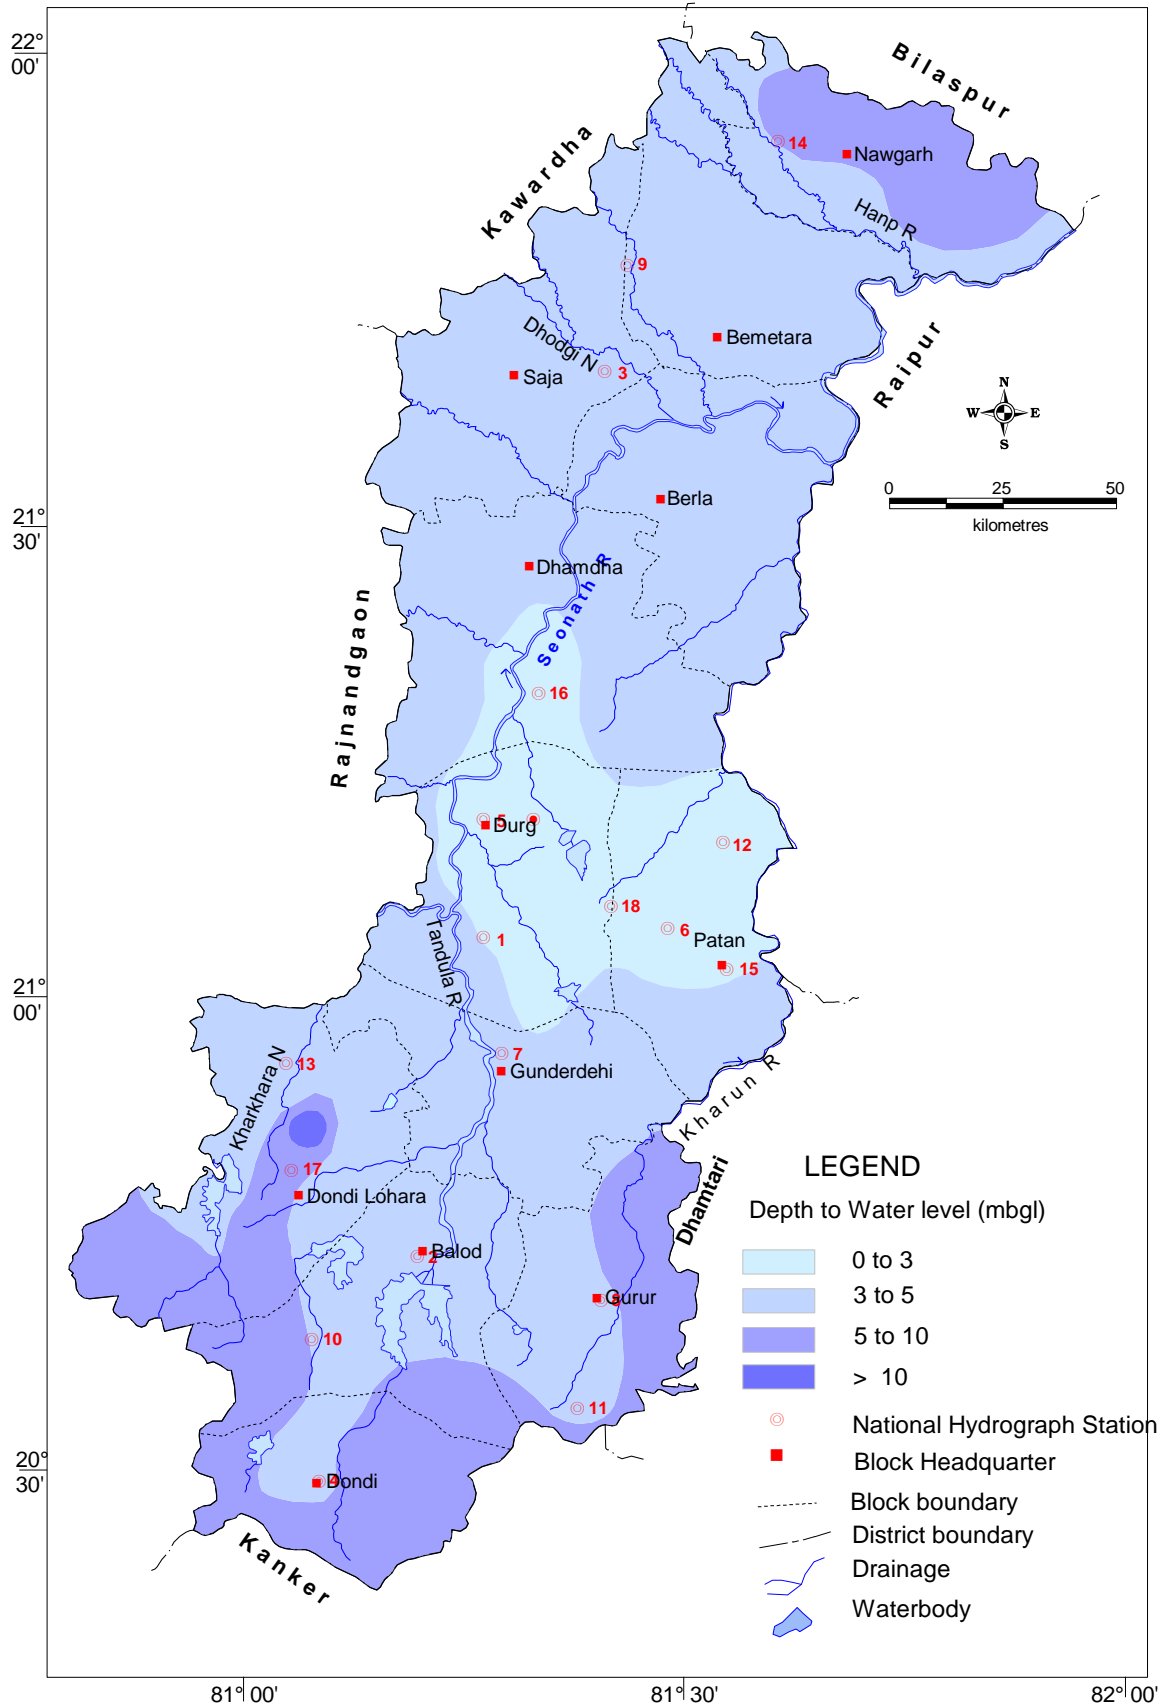 22°
00'
Bilaspur
14
Nawgarh
Kawardha
Hanp R
9
Bemetara
Raipur
Dhodgi N
3
Saja
N
W E
S
Berla
0 25 50
kilometres
21°
30'
Dhamdha
Seonath R
Rajnandgaon
16
5
Durg
12
18
6
Patan
1
15
Tandula R
21°
00'
7
Gunderdehi
13
Kharkhara N
Kharun R
17
Dondi Lohara
Dhamtari
LEGEND
Depth to Water level (mbgl)
0 to 3
3 to 5
5 to 10
> 10
National Hydrograph Station
Block Headquarter
Block boundary
District boundary
Drainage
Waterbody
2
Balod
Gurur
10
11
20°
30'
4
Dondi
Kanker
81° 00'
81° 30'
82° 00'